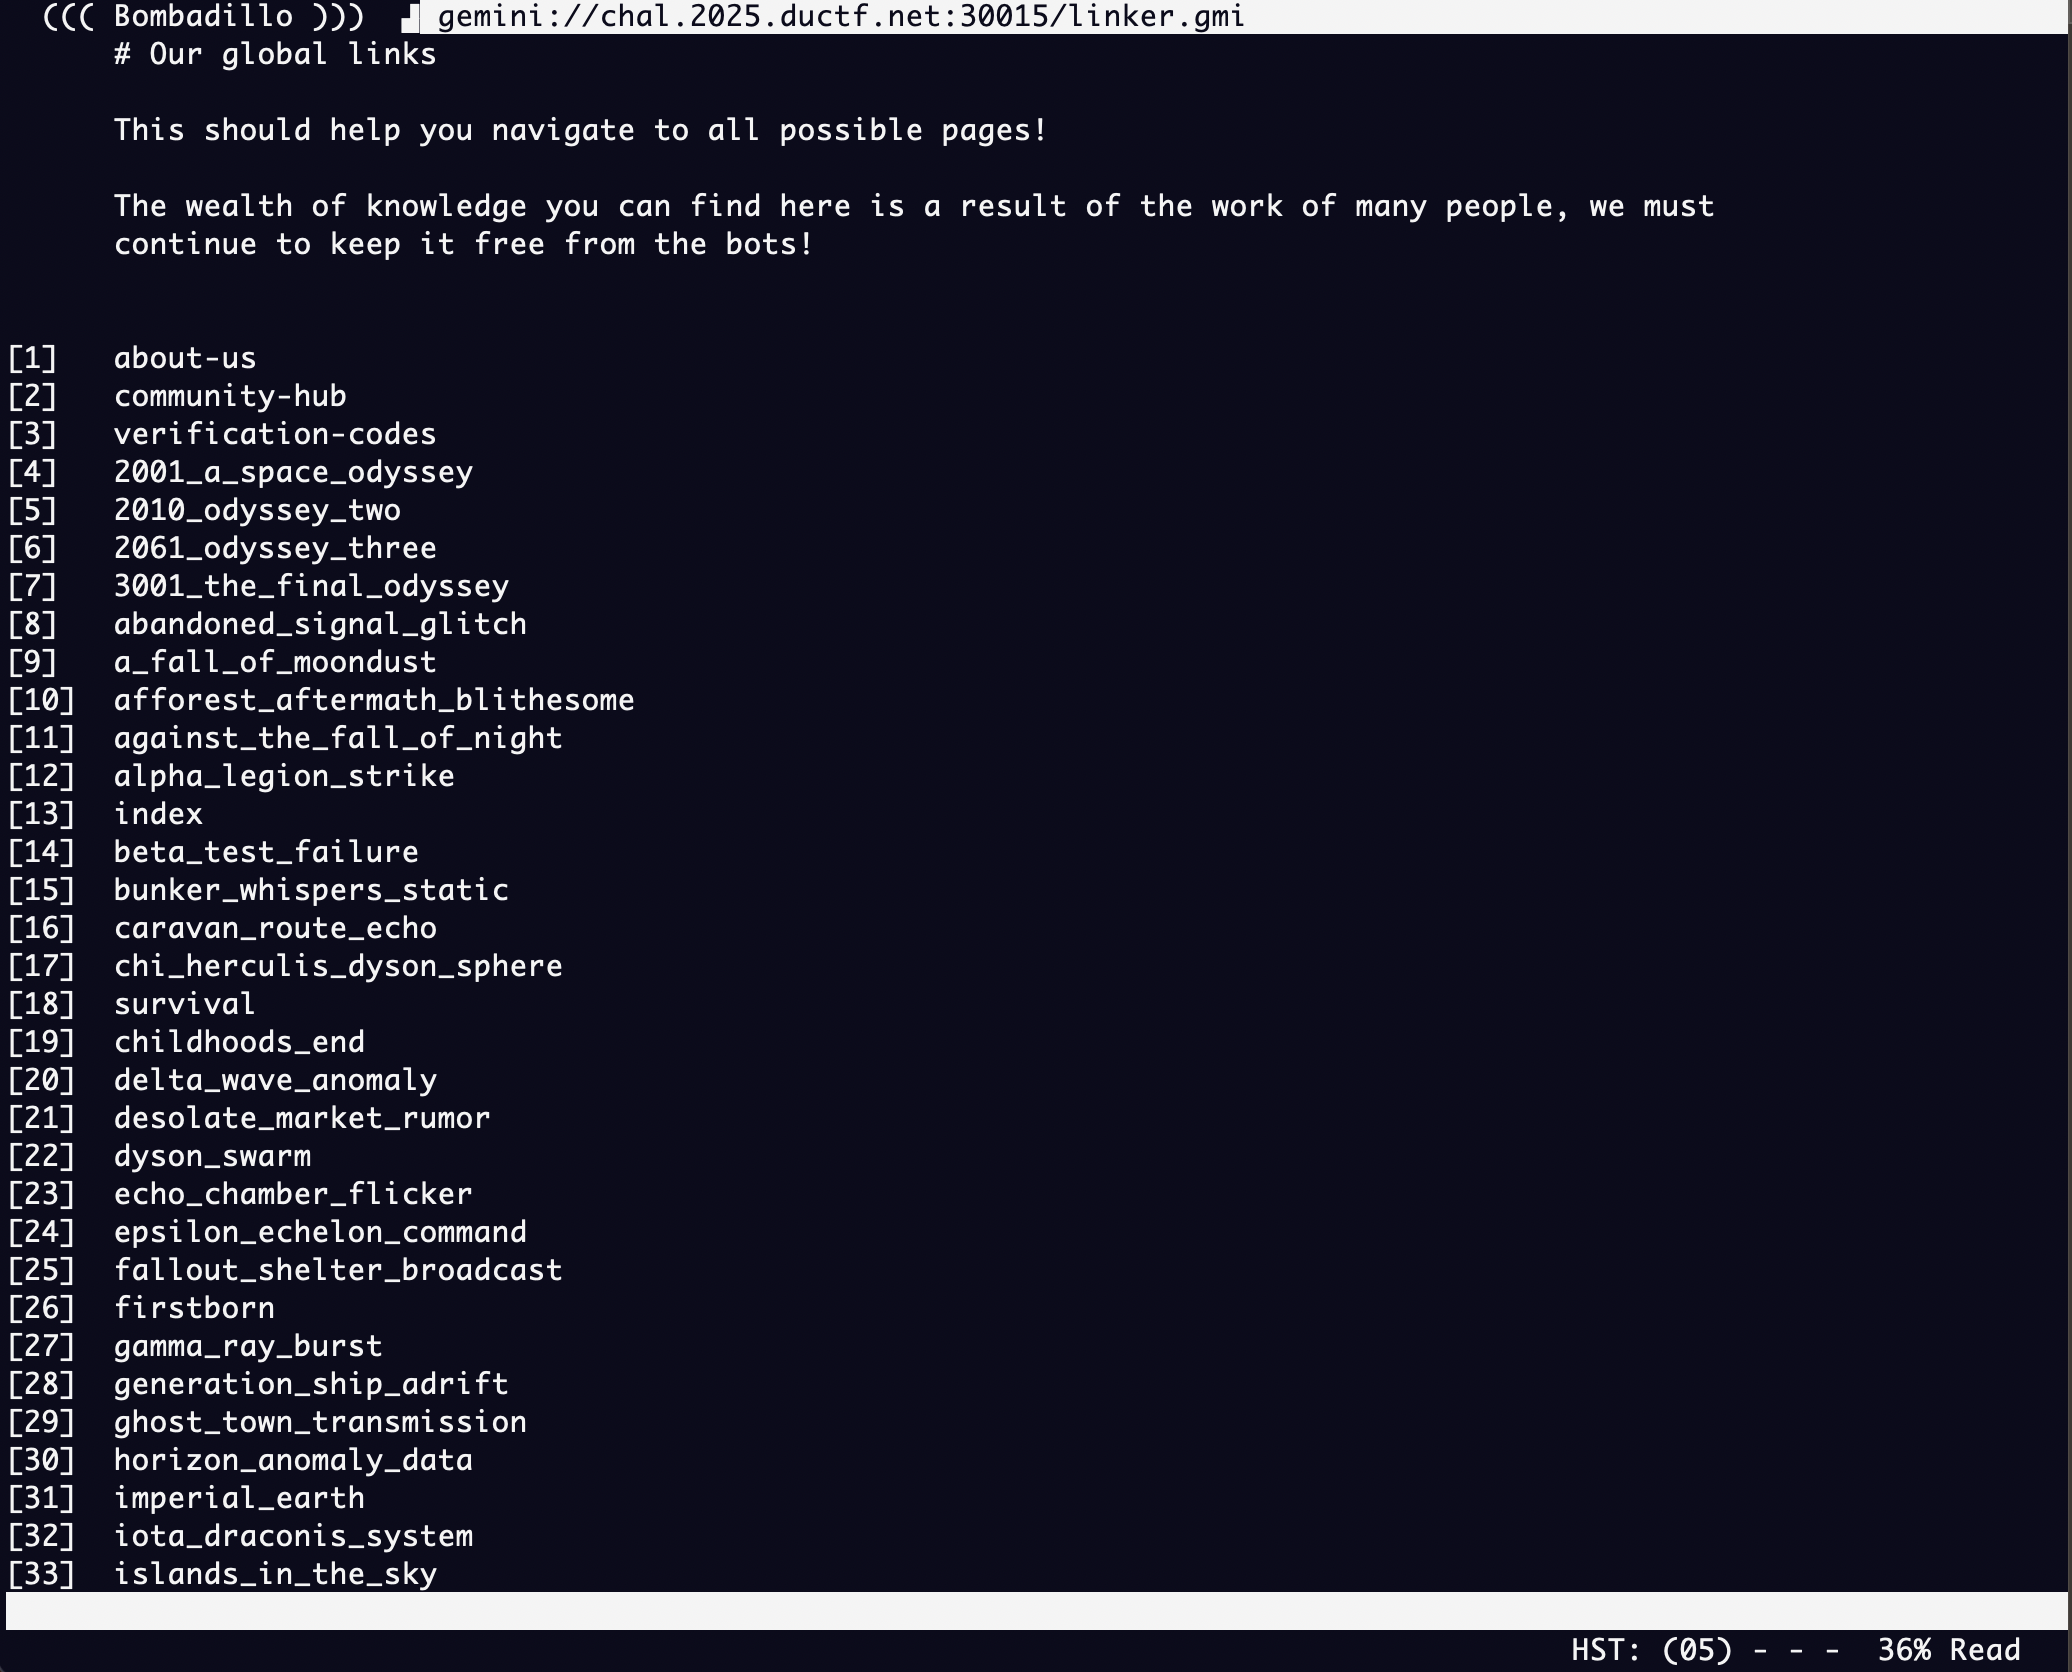 ((( Bombadillo ))) gemini://chal.2025.ductf.net:30015/linker.gmi
# Our global links
This should help you navigate to all possible pages!
The wealth of knowledge you can find here is a result of the work of many people, we must
continue to keep it free from the bots!
[1] about-us
[2] community-hub
[3] verification-codes
[4] 2001_a_space_odyssey
[5] 2010_odyssey_two
[6] 2061_odyssey_three
[7] 3001_the_final_odyssey
[8] abandoned_signal_glitch
[9] a_fall_of_moondust
[10] afforest_aftermath_blithesome
[11] against_the_fall_of_night
[12] alpha_legion_strike
[13] index
[14] beta_test_failure
[15] bunker_whispers_static
[16] caravan_route_echo
[17] chi_herculis_dyson_sphere
[18] survival
[19] childhoods_end
[20] delta_wave_anomaly
[21] desolate_market_rumor
[22] dyson_swarm
[23] echo_chamber_flicker
[24] epsilon_echelon_command
[25] fallout_shelter_broadcast
[26] firstborn
[27] gamma_ray_burst
[28] generation_ship_adrift
[29] ghost_town_transmission
[30] horizon_anomaly_data
[31] imperial_earth
[32] iota_draconis_system
[33] islands_in_the_sky
HST: (05) - - - 36% Read